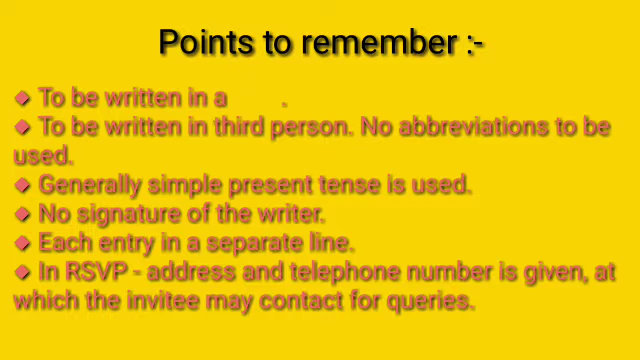 Points to remember :-
◆ To be written in a .
◆ To be written in third person. No abbreviations to be
used.
◆ Generally simple present tense is used.
◆ No signature of the writer.
◆ Each entry in a separate line.
◆ In RSVP - address and telephone number is given, at
which the invitee may contact for queries.